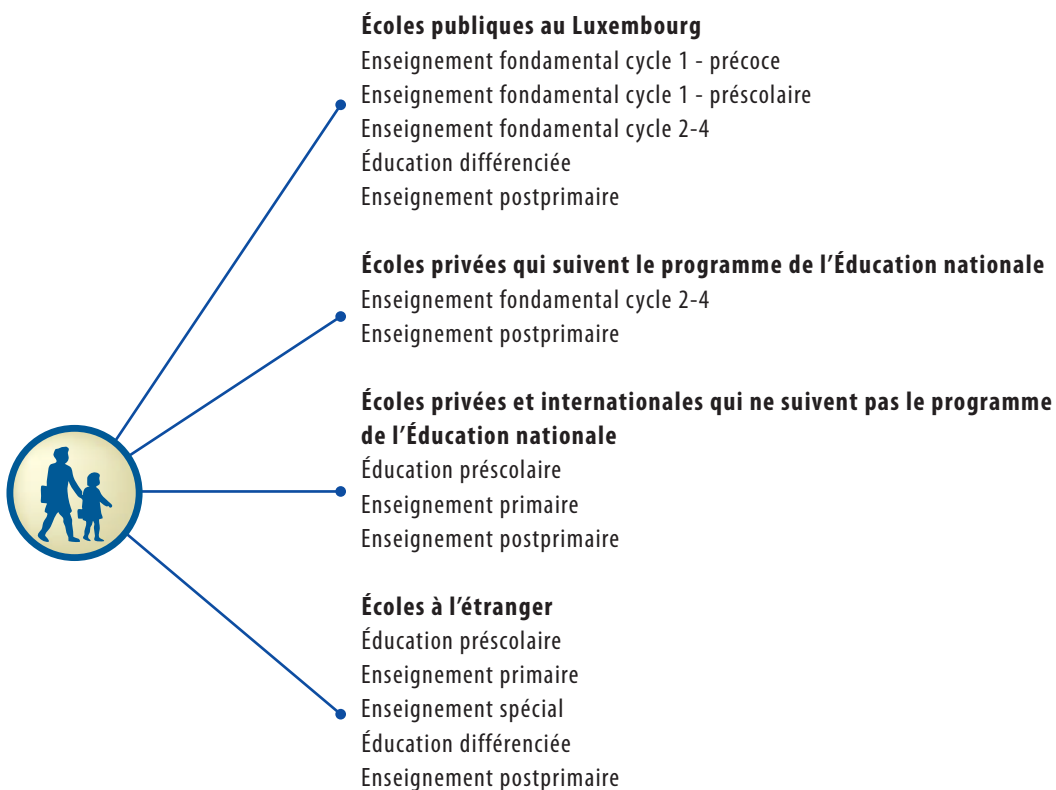 Écoles publiques au Luxembourg
Enseignement fondamental cycle 1 - précoce
Enseignement fondamental cycle 1 - préscolaire
Enseignement fondamental cycle 2-4
Éducation différenciée
Enseignement postprimaire
Écoles privées qui suivent le programme de l’Éducation nationale
Enseignement fondamental cycle 2-4
Enseignement postprimaire
Écoles privées et internationales qui ne suivent pas le programme
de l’Éducation nationale
Éducation préscolaire
Enseignement primaire
Enseignement postprimaire
Écoles à l’étranger
Éducation préscolaire
Enseignement primaire
Enseignement spécial
Éducation différenciée
Enseignement postprimaire